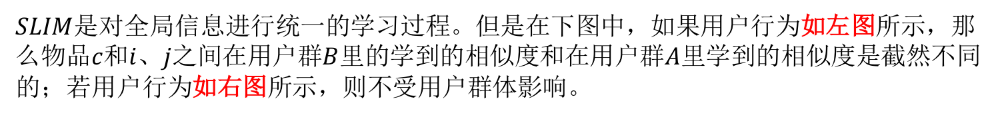 SLIM是对全局信息进行统一的学习过程。但是在下图中，如果用户行为如左图所示，那
么物品c和i、j之间在用户群B里的学到的相似度和在用户群A里学到的相似度是截然不同
的；若用户行为如右图所示，则不受用户群体影响。